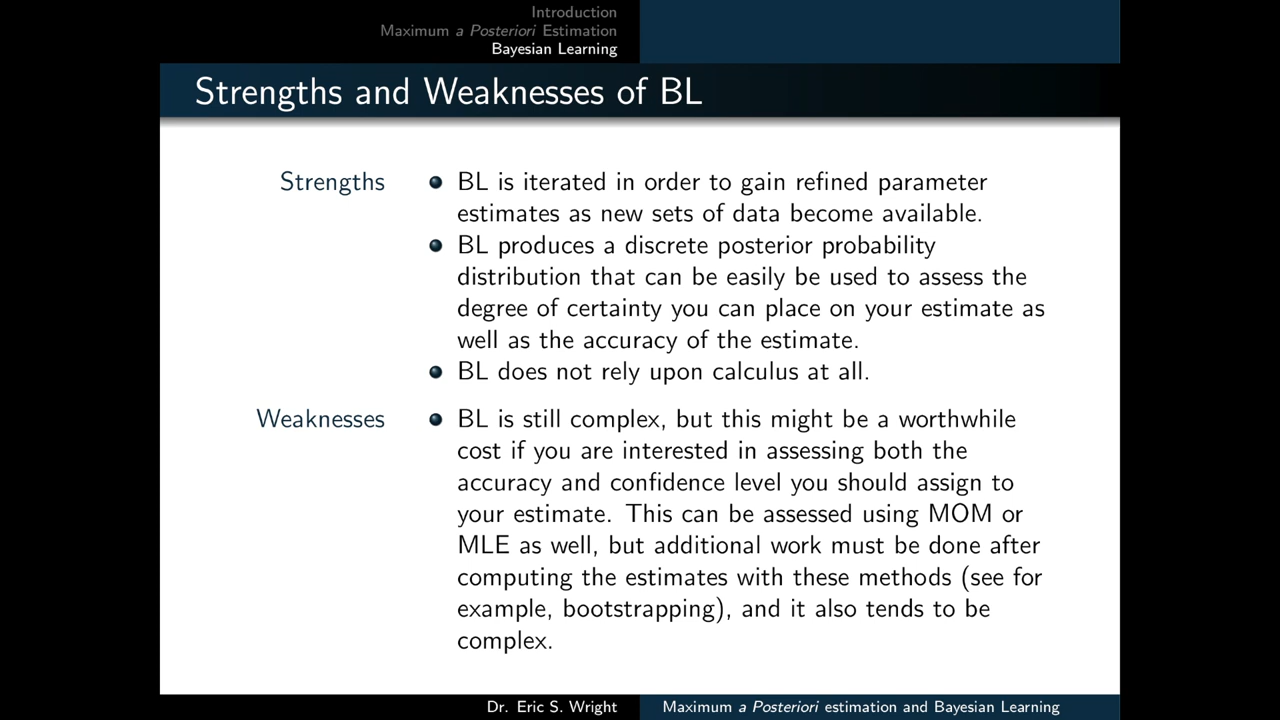 Introduction
Maximum a Posteriori Estimation
Bayesian Learning
Strengths and Weaknesses of BL
Strengths
BL is iterated in order to gain refined parameter
estimates as new sets of data become available.
BL produces a discrete posterior probability
distribution that can be easily be used to assess the
degree of certainty you can place on your estimate as
well as the accuracy of the estimate.
BL does not rely upon calculus at all.
Weaknesses
BL is still complex, but this might be a worthwhile
cost if you are interested in assessing both the
accuracy and confidence level you should assign to
your estimate. This can be assessed using MOM or
MLE as well, but additional work must be done after
computing the estimates with these methods (see for
example, bootstrapping), and it also tends to be
complex.
Dr. Eric S. Wright
Maximum a Posteriori estimation and Bayesian Learning